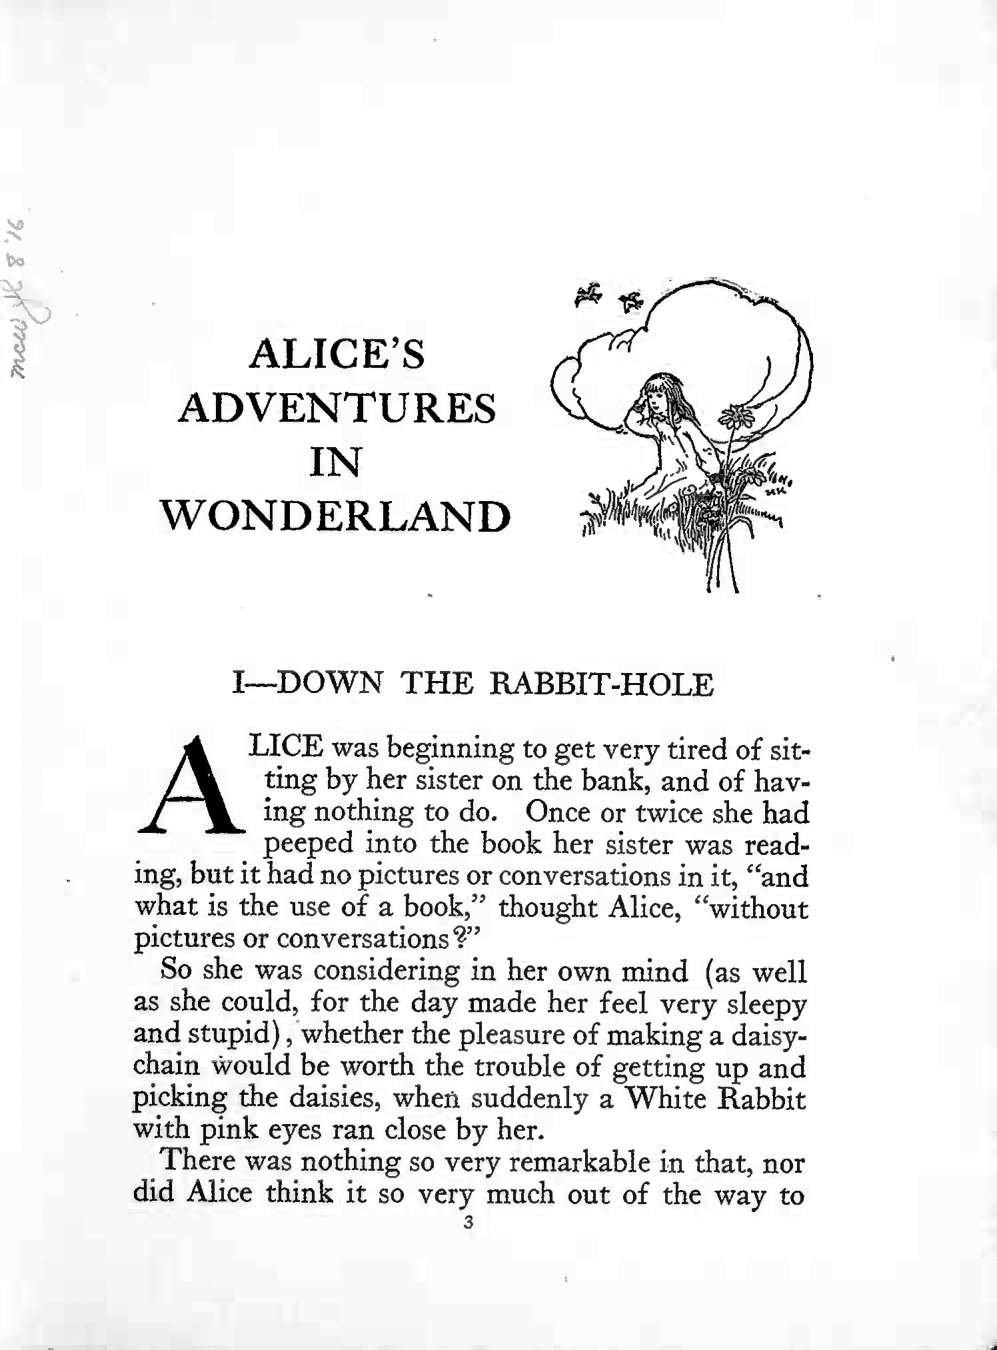 ALICE'S
ADVENTURES
IN
WONDERLAND
I—DOWN THE RABBIT-HOLE
ALICE was beginning to get very tired of sit-
ting by her sister on the bank, and of hav-
ing nothing to do. Once or twice she had
peeped into the book her sister was read-
ing, but it had no pictures or conversations in it, “and
what is the use of a book,” thought Alice, “without
pictures or conversations?”
So she was considering in her own mind (as well
as she could, for the day made her feel very sleepy
and stupid), whether the pleasure of making a daisy-
chain would be worth the trouble of getting up and
picking the daisies, when suddenly a White Rabbit
with pink eyes ran close by her.
There was nothing so very remarkable in that, nor
did Alice think it so very much out of the way to
3